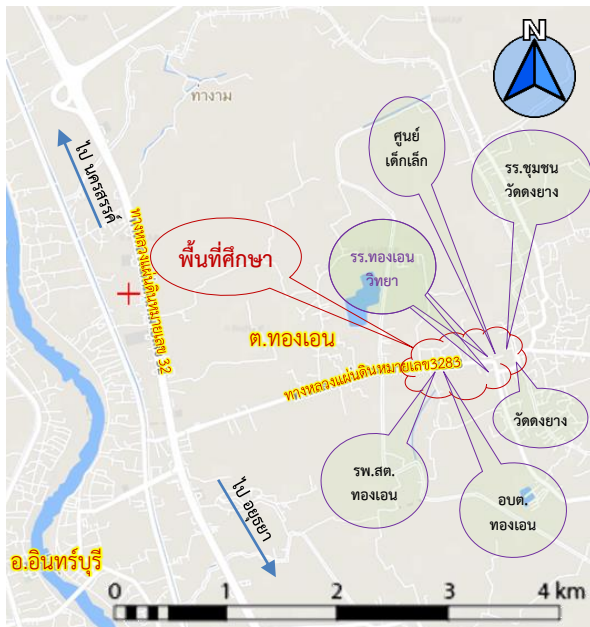 N
ท่างาม
ศูนย์
เด็กเล็ก
รร.ชุมชน
วัดดงยาง
ไป นครสวรรค์
ทางหลวงแผ่นดินหมายเลข 32
พื้นที่ศึกษา
รร.ทองเอน
วิทยา
ต.ทองเอน
ทางหลวงแผ่นดินหมายเลข3283
วัดดงยาง
รพ.สต.
ทองเอน
อบต.
ทองเอน
ไป อยุธยา
อ.อินทร์บุรี
0 1 2 3 4 km